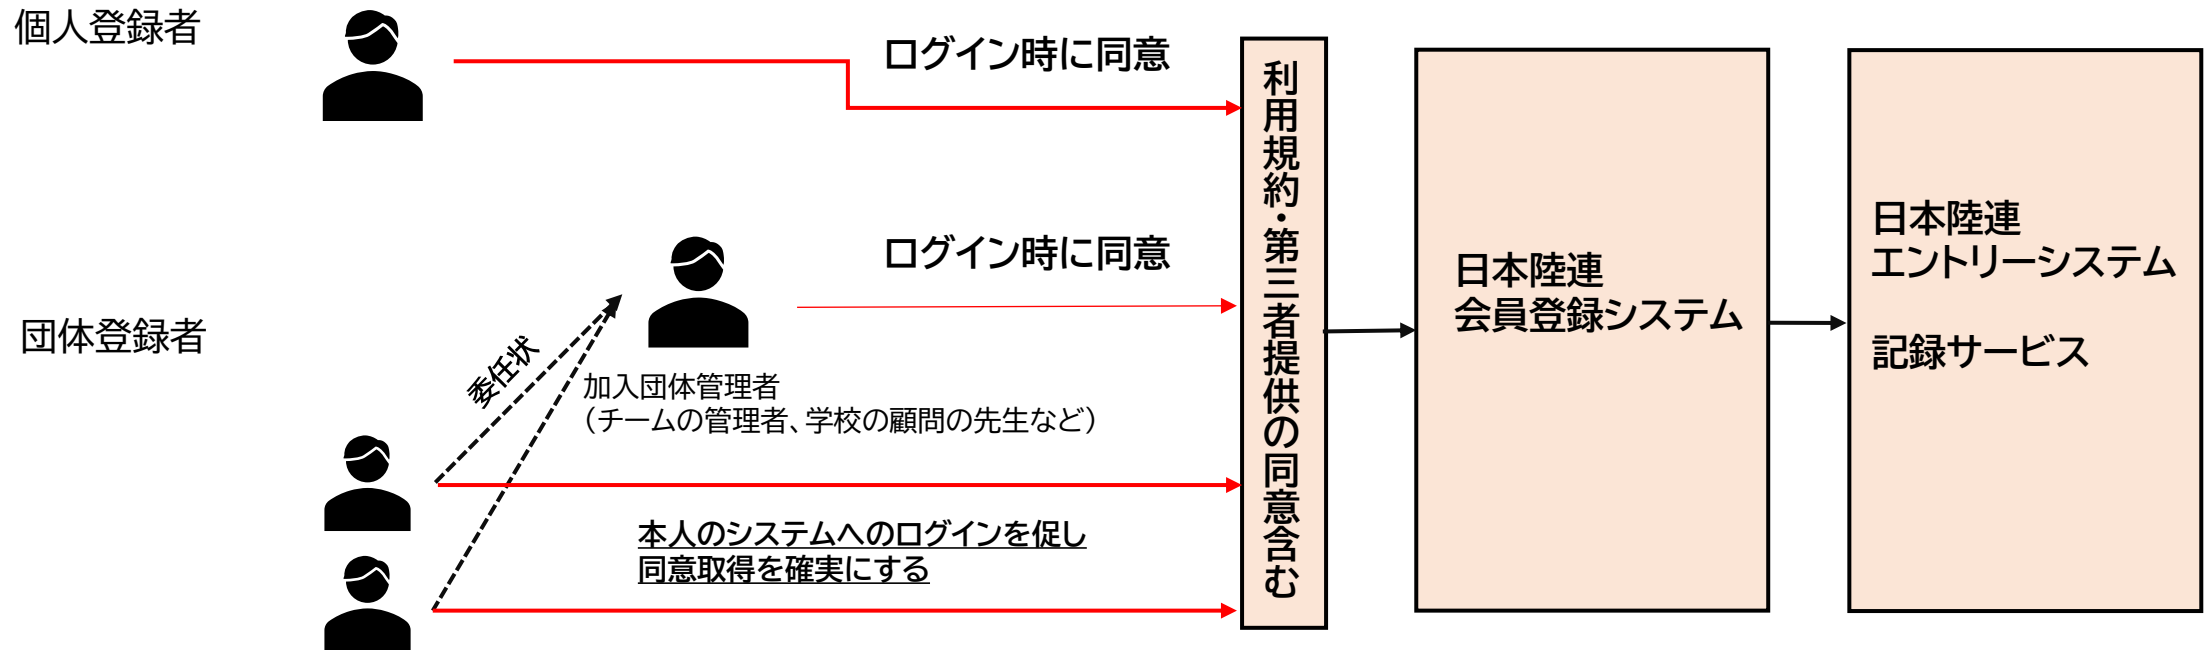 個人登録者
ログイン時に同意
ログイン時に同意
団体登録者
委任状
加入団体管理者
（チームの管理者、学校の顧問の先生など）
本人のシステムへのログインを促し
同意取得を確実にする
利用規約・第三者提供の同意含む
日本陸連
会員登録システム
日本陸連
エントリーシステム
記録サービス